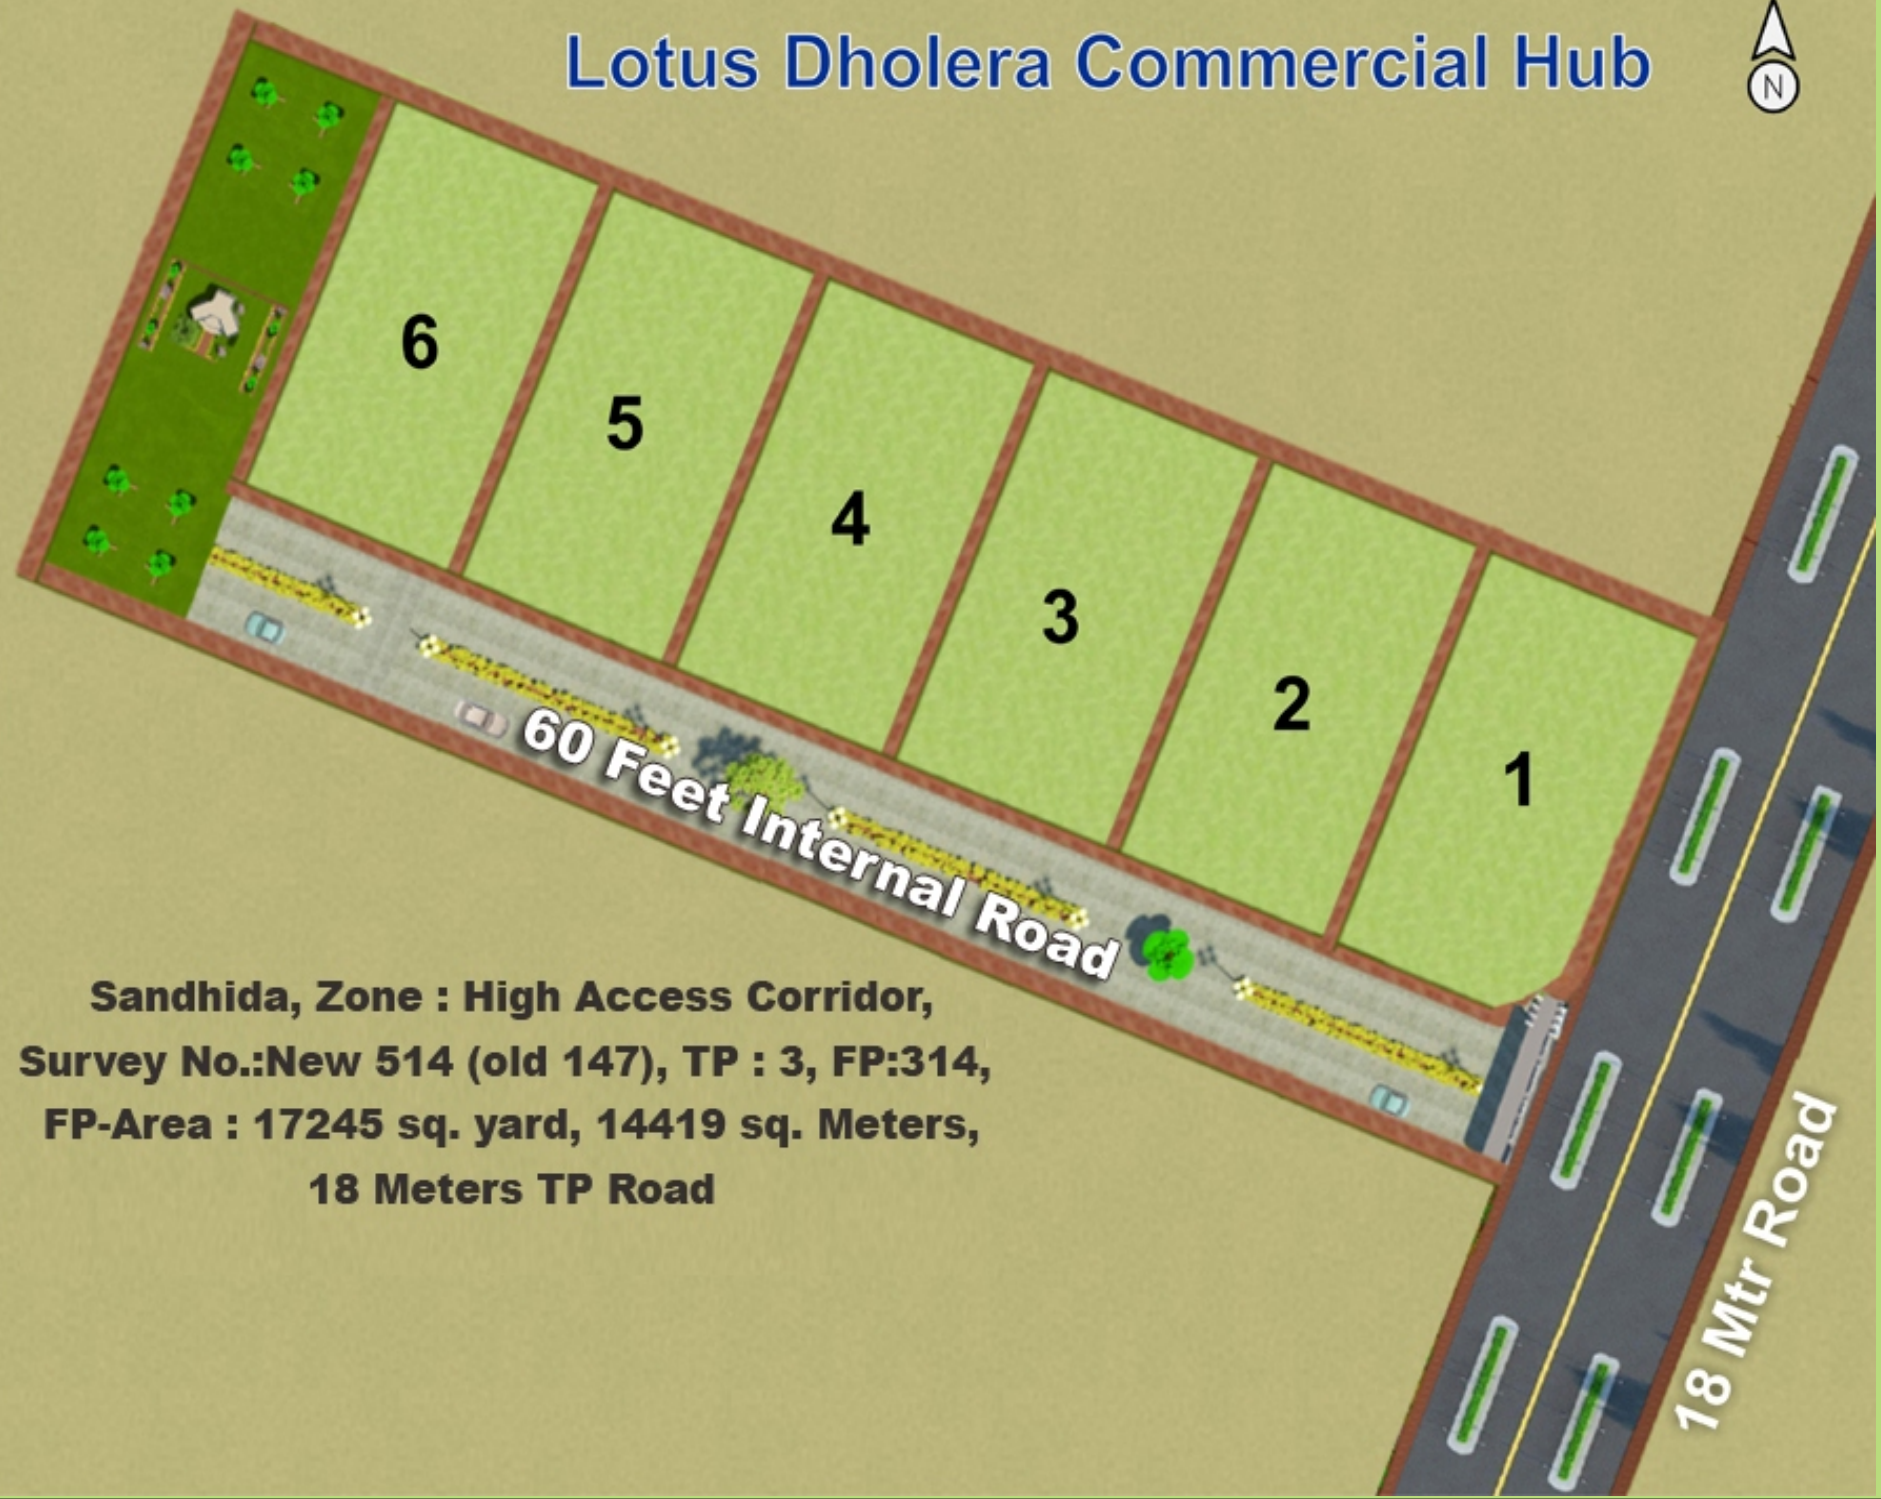 Lotus Dholera Commercial Hub
N
6
5
4
3
2
1
60 Feet Internal Road
Sandhida, Zone : High Access Corridor,
Survey No.:New 514 (old 147), TP : 3, FP:314,
FP-Area : 17245 sq. yard, 14419 sq. Meters,
18 Meters TP Road
18 Mtr Road